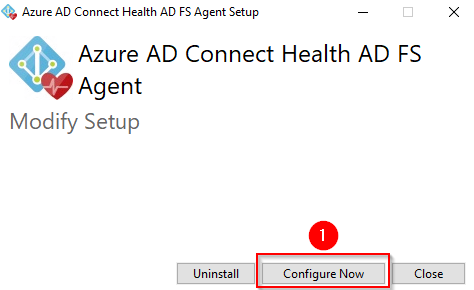 Azure AD Connect Health AD FS Agent Setup
Azure AD Connect Health AD FS
Agent
Modify Setup
1
Uninstall Configure Now Close